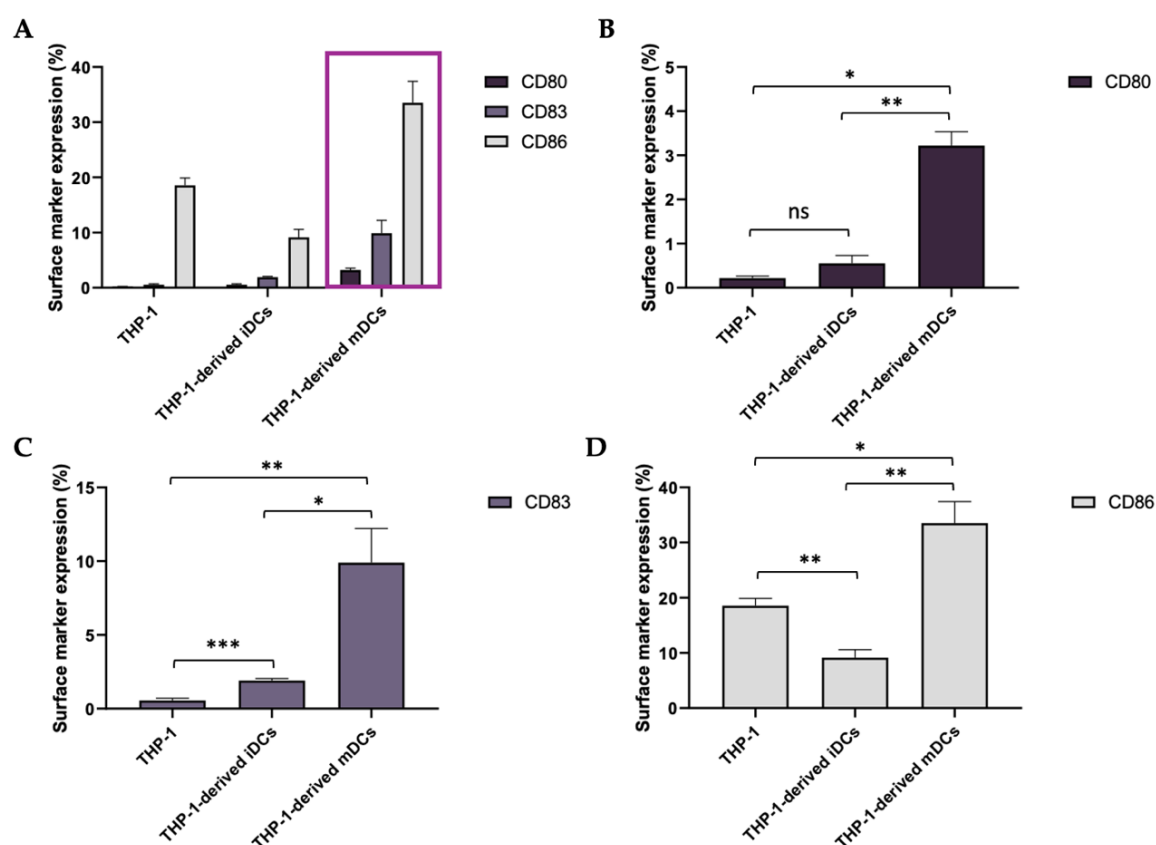 A
Surface marker expression (%)
40
30
20
10
0
CD80
CD83
CD86
THP-1
THP-1-derived iDCs
THP-1-derived mDCs
B
Surface marker expression (%)
5
4
3
2
1
0
*
**
ns
CD80
THP-1
THP-1-derived iDCs
THP-1-derived mDCs
C
Surface marker expression (%)
15
10
5
0
**
*
***
CD83
THP-1
THP-1-derived iDCs
THP-1-derived mDCs
D
Surface marker expression (%)
40
30
20
10
0
*
**
**
CD86
THP-1
THP-1-derived iDCs
THP-1-derived mDCs